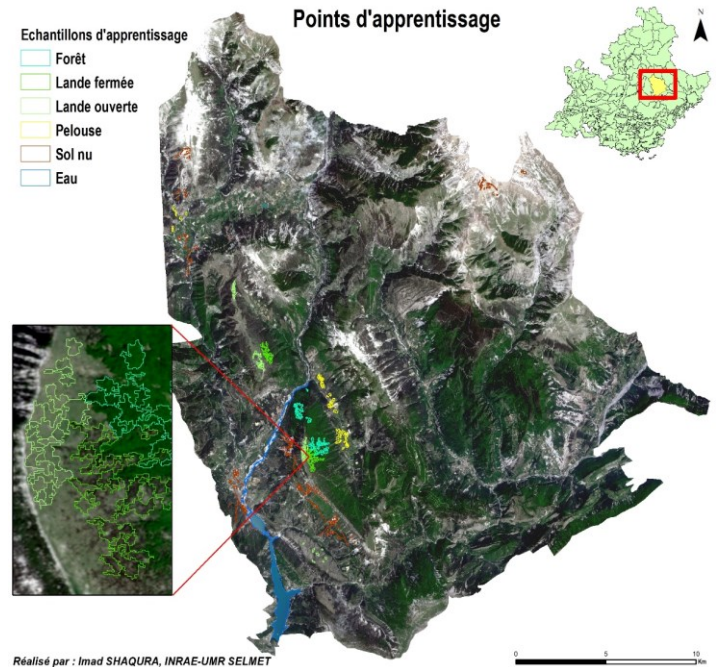 Points d'apprentissage
Echantillons d'apprentissage
Forêt
Lande fermée
Lande ouverte
Pelouse
Sol nu
Eau
N
Réalisé par : Imad SHAQURA, INRAE-UMR SELMET
0 5 10
Km